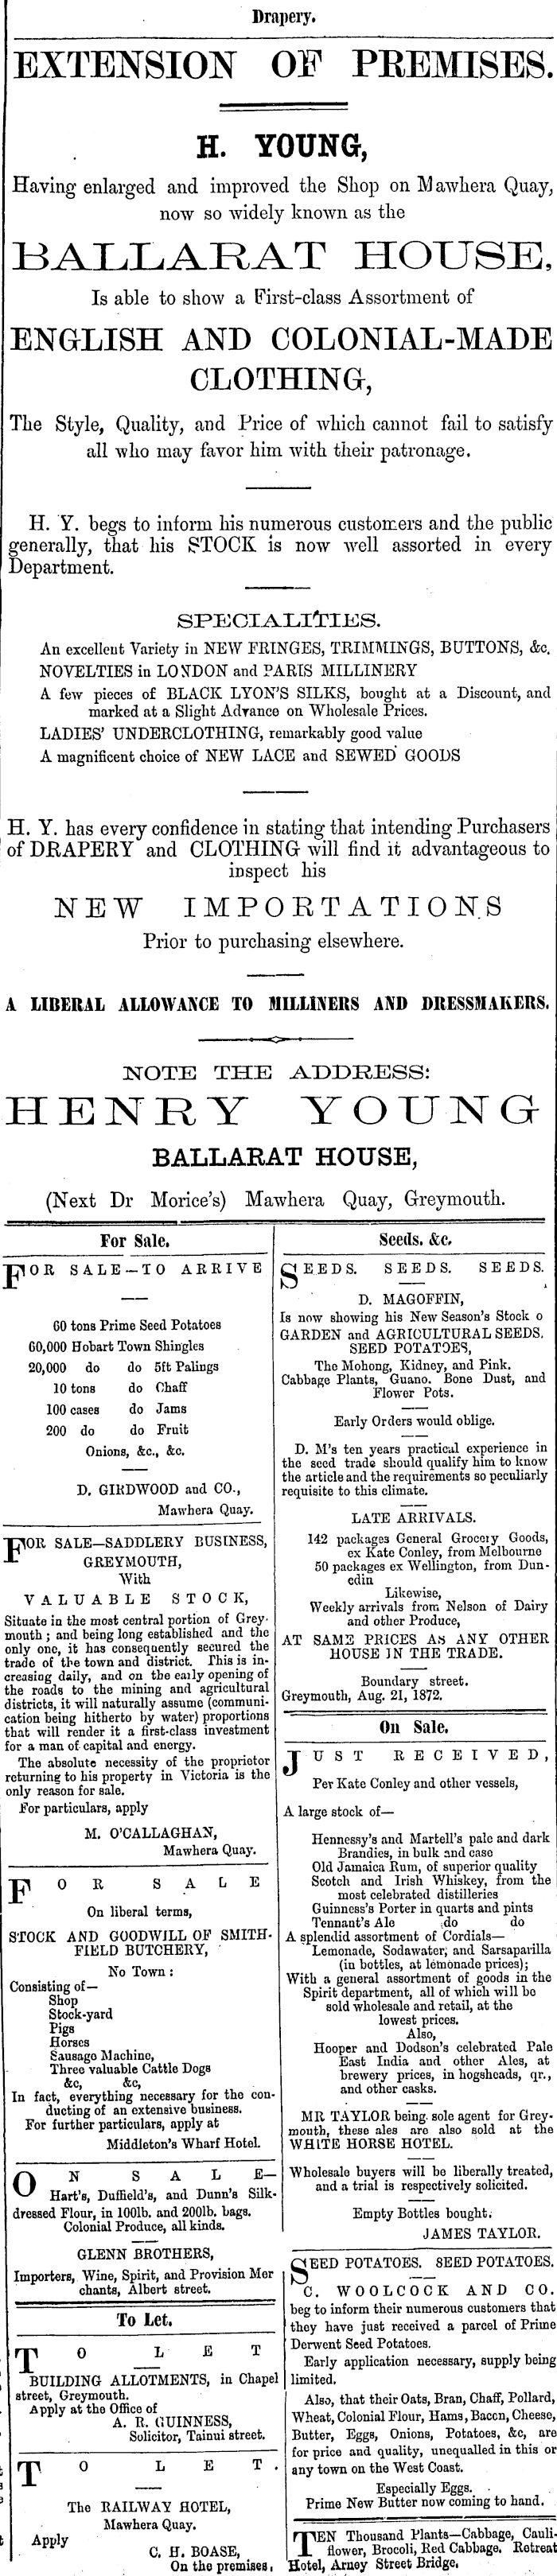 Drapery.
EXTENSION OF PREMISES.
H. YOUNG,
Having enlarged and improved the Shop on Mawhera Quay,
now so widely known as the
BALLARAT HOUSE,
Is able to show a First-class Assortment of
ENGLISH AND COLONIAL-MADE
CLOTHING,
The Style, Quality, and Price of which cannot fail to satisfy
all who may favor him with their patronage.
H. Y. begs to inform his numerous customers and the public
generally, that his STOCK is now well assorted in every
Department.
SPECIALITIES.
An excellent Variety in NEW FRINGES, TRIMMINGS, BUTTONS, &c.
NOVELTIES in LONDON and PARIS MILLINERY
A few pieces of BLACK LYON'S SILKS, bought at a Discount, and
marked at a Slight Advance on Wholesale Prices.
LADIES' UNDERCLOTHING, remarkably good value
A magnificent choice of NEW LACE and SEWED GOODS
H. Y. has every confidence in stating that intending Purchasers
of DRAPERY and CLOTHING will find it advantageous to
inspect his
NEW IMPORTATIONS
Prior to purchasing elsewhere.
A LIBERAL ALLOWANCE TO MILLINERS AND DRESSMAKERS.
NOTE THE ADDRESS:
HENRY YOUNG
BALLARAT HOUSE,
(Next Dr Morice's) Mawhera Quay, Greymouth.
For Sale.
FOR SALE—TO ARRIVE
60 tons Prime Seed Potatoes
60,000 Hobart Town Shingles
20,000 do do 5ft Palings
10 tons do Chaff
100 cases do Jams
200 do do Fruit
Onions, &c., &c.
D. GIRDWOOD and CO.,
Mawhera Quay.
FOR SALE—SADDLERY BUSINESS,
GREYMOUTH,
With
VALUABLE STOCK,
Situate in the most central portion of Grey-
mouth ; and being long established and the
only one, it has consequently secured the
trade of the town and district. This is in-
creasing daily, and on the early opening of
the roads to the mining and agricultural
districts, it will naturally assume (communi-
cation being hitherto by water) proportions
that will render it a first-class investment
for a man of capital and energy.
The absolute necessity of the proprietor
returning to his property in Victoria is the
only reason for sale.
For particulars, apply
M. O'CALLAGHAN,
Mawhera Quay.
FOR SALE
On liberal terms,
STOCK AND GOODWILL OF SMITH-
FIELD BUTCHERY,
No Town :
Consisting of—
Shop
Stock-yard
Pigs
Horses
Sausage Machine,
Three valuable Cattle Dogs
&c, &c,
In fact, everything necessary for the con-
ducting of an extensive business.
For further particulars, apply at
Middleton's Wharf Hotel.
ON SALE—
Hart's, Duffield's, and Dunn's Silk-
dressed Flour, in 100lb. and 200lb. bags.
Colonial Produce, all kinds.
GLENN BROTHERS,
Importers, Wine, Spirit, and Provision Mer
chants, Albert street.
To Let.
TO LET
BUILDING ALLOTMENTS, in Chapel
street, Greymouth.
Apply at the Office of
A. R. GUINNESS,
Solicitor, Tainui street.
TO LET.
The RAILWAY HOTEL,
Mawhera Quay.
Apply
C. H. BOASE,
On the premises,
Seeds. &c.
SEEDS. SEEDS. SEEDS.
D. MAGOFFIN,
Is now showing his New Season's Stock o
GARDEN and AGRICULTURAL SEEDS.
SEED POTATOES,
The Mohong, Kidney, and Pink.
Cabbage Plants, Guano. Bone Dust, and
Flower Pots.
Early Orders would oblige.
D. M's ten years practical experience in
the seed trade should qualify him to know
the article and the requirements so peculiarly
requisite to this climate.
LATE ARRIVALS.
142 packages General Grocery Goods,
ex Kate Conley, from Melbourne
50 packages ex Wellington, from Dun-
edin
Likewise,
Weekly arrivals from Nelson of Dairy
and other Produce,
AT SAME PRICES AS ANY OTHER
HOUSE IN THE TRADE.
Boundary street.
Greymouth, Aug. 21, 1872.
On Sale.
JUST RECEIVED,
Per Kate Conley and other vessels,
A large stock of—
Hennessy's and Martell's pale and dark
Brandies, in bulk and case
Old Jamaica Rum, of superior quality
Scotch and Irish Whiskey, from the
most celebrated distilleries
Guinness's Porter in quarts and pints
Tennant's Ale do do
A splendid assortment of Cordials—
Lemonade, Sodawater, and Sarsaparilla
(in bottles, at lemonade prices);
With a general assortment of goods in the
Spirit department, all of which will be
sold wholesale and retail, at the
lowest prices.
Also,
Hooper and Dodson's celebrated Pale
East India and other Ales, at
brewery prices, in hogsheads, qr.,
and other casks.
MR TAYLOR being sole agent for Grey-
mouth, these ales are also sold at the
WHITE HORSE HOTEL.
Wholesale buyers will be liberally treated,
and a trial is respectively solicited.
Empty Bottles bought.
JAMES TAYLOR.
SEED POTATOES. SEED POTATOES.
C. WOOLCOCK AND CO.
beg to inform their numerous customers that
they have just received a parcel of Prime
Derwent Seed Potatoes.
Early application necessary, supply being
limited.
Also, that their Oats, Bran, Chaff, Pollard,
Wheat, Colonial Flour, Hams, Bacon, Cheese,
Butter, Eggs, Onions, Potatoes, &c, are
for price and quality, unequalled in this or
any town on the West Coast.
Especially Eggs.
Prime New Butter now coming to hand.
TEN Thousand Plants—Cabbage, Cauli-
flower, Brocoli, Red Cabbage. Retreat
Hotel, Arney Street Bridge.